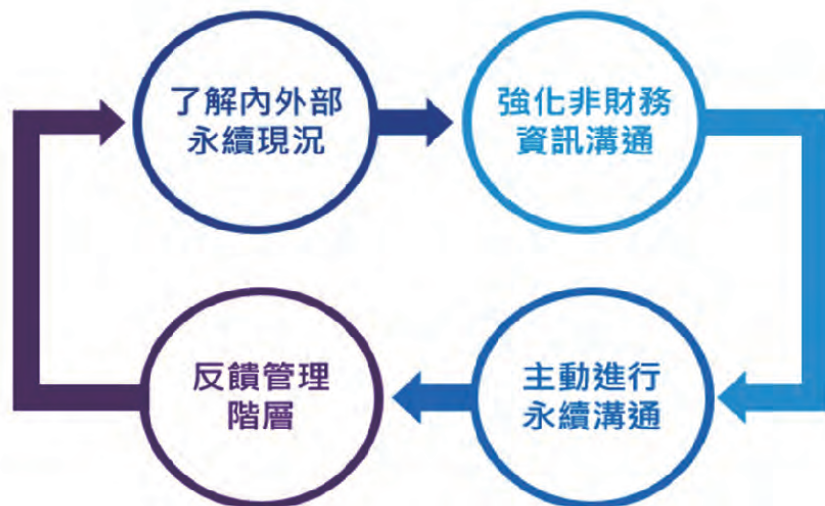 了解內外部
永續現況
強化非財務
資訊溝通
主動進行
永續溝通
反饋管理
階層